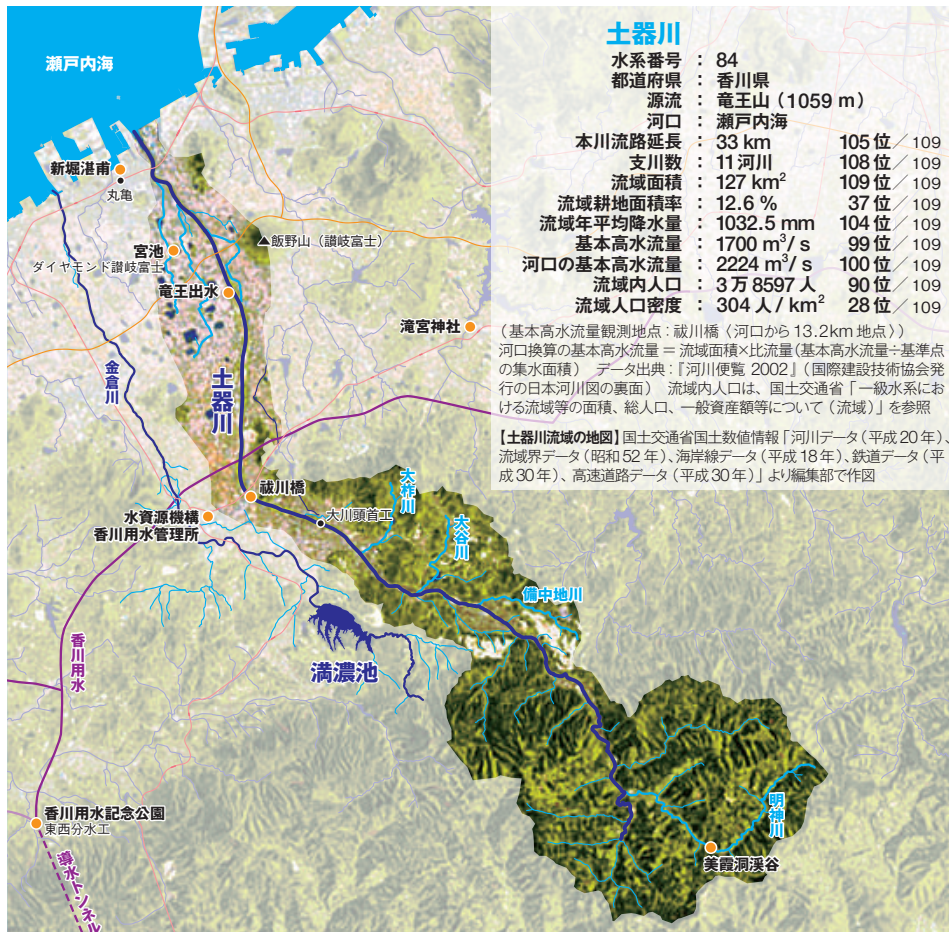 土器川
水系番号 : 84
都道府県 : 香川県
源流 : 竜王山（1059 m）
河口 : 瀬戸内海
本川流路延長 : 33 km 105位／109
支川数 : 11河川 108位／109
流域面積 : 127 km² 109位／109
流域耕地面積率 : 12.6 % 37位／109
流域年平均降水量 : 1032.5 mm 104位／109
基本高水流量 : 1700 m³/ s 99位／109
河口の基本高水流量 : 2224 m³/ s 100位／109
流域内人口 : 3万8597人 90位／109
流域人口密度 : 304人/ km² 28位／109
（基本高水流量観測地点：祓川橋〈河口から13.2km地点〉）
河口換算の基本高水流量＝流域面積×比流量（基本高水流量÷基準点
の集水面積）　データ出典：『河川便覧 2002』（国際建設技術協会発
行の日本河川図の裏面）　流域内人口は、国土交通省「一級水系にお
ける流域等の面積、総人口、一般資産額等について（流域）」を参照
【土器川流域の地図】国土交通省国土数値情報「河川データ（平成20年）、
流域界データ（昭和52年）、海岸線データ（平成18年）、鉄道データ（平
成30年）、高速道路データ（平成30年）」より編集部で作図
瀬戸内海
新堀湛甫
丸亀
宮池
ダイヤモンド讃岐富士
▲飯野山（讃岐富士）
竜王出水
滝宮神社
金倉川
土器川
祓川橋
大川頭首工
大柞川
大谷川
水資源機構
香川用水管理所
備中地川
満濃池
香川用水
香川用水記念公園
東西分水工
導水トンネル
明神川
美霞洞渓谷